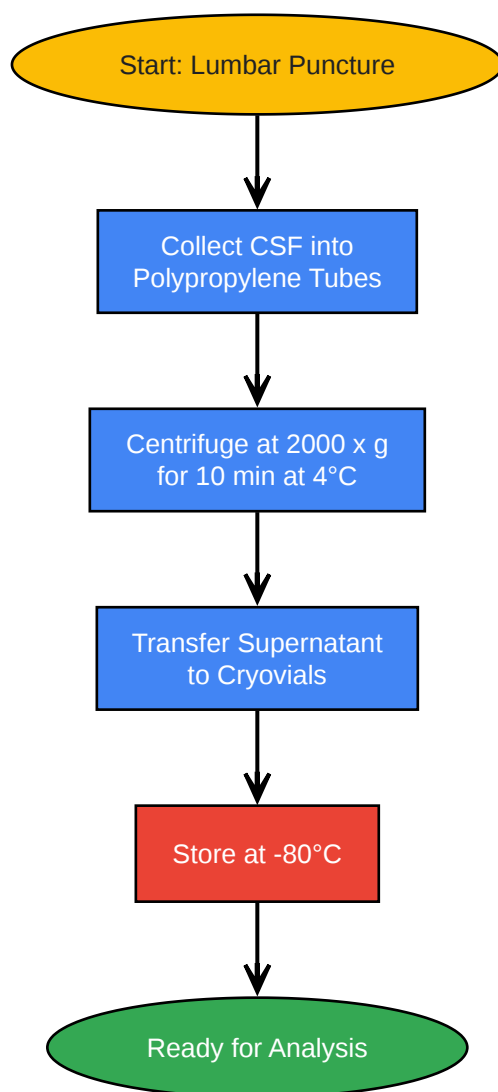 Start: Lumbar Puncture
Collect CSF into
Polypropylene Tubes
Centrifuge at 2000 x g
for 10 min at 4°C
Transfer Supernatant
to Cryovials
Store at -80°C
Ready for Analysis